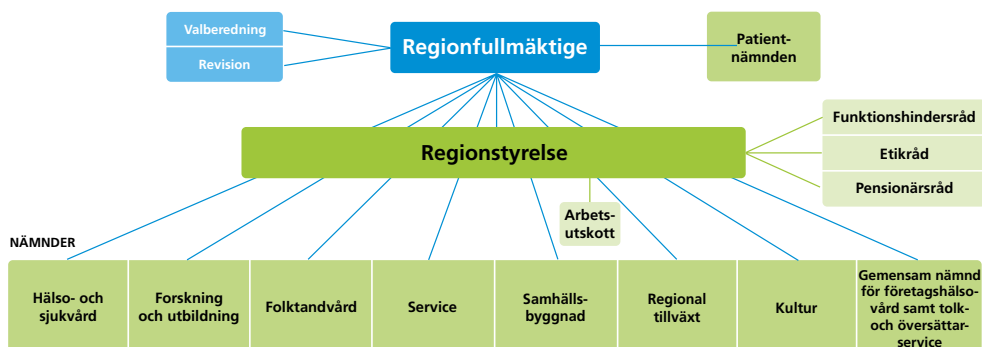 Valberedning
Revision
Regionfullmäktige
Patient-
nämnden
Funktionshindersråd
Etikråd
Pensionärsråd
Regionstyrelse
Arbets-
utskott
NÄMNDER
Hälso- och
sjukvård
Forskning
och utbildning
Folktandvård
Service
Samhälls-
byggnad
Regional
tillväxt
Kultur
Gemensam nämnd
för företagshälso-
vård samt tolk-
och översättar-
service